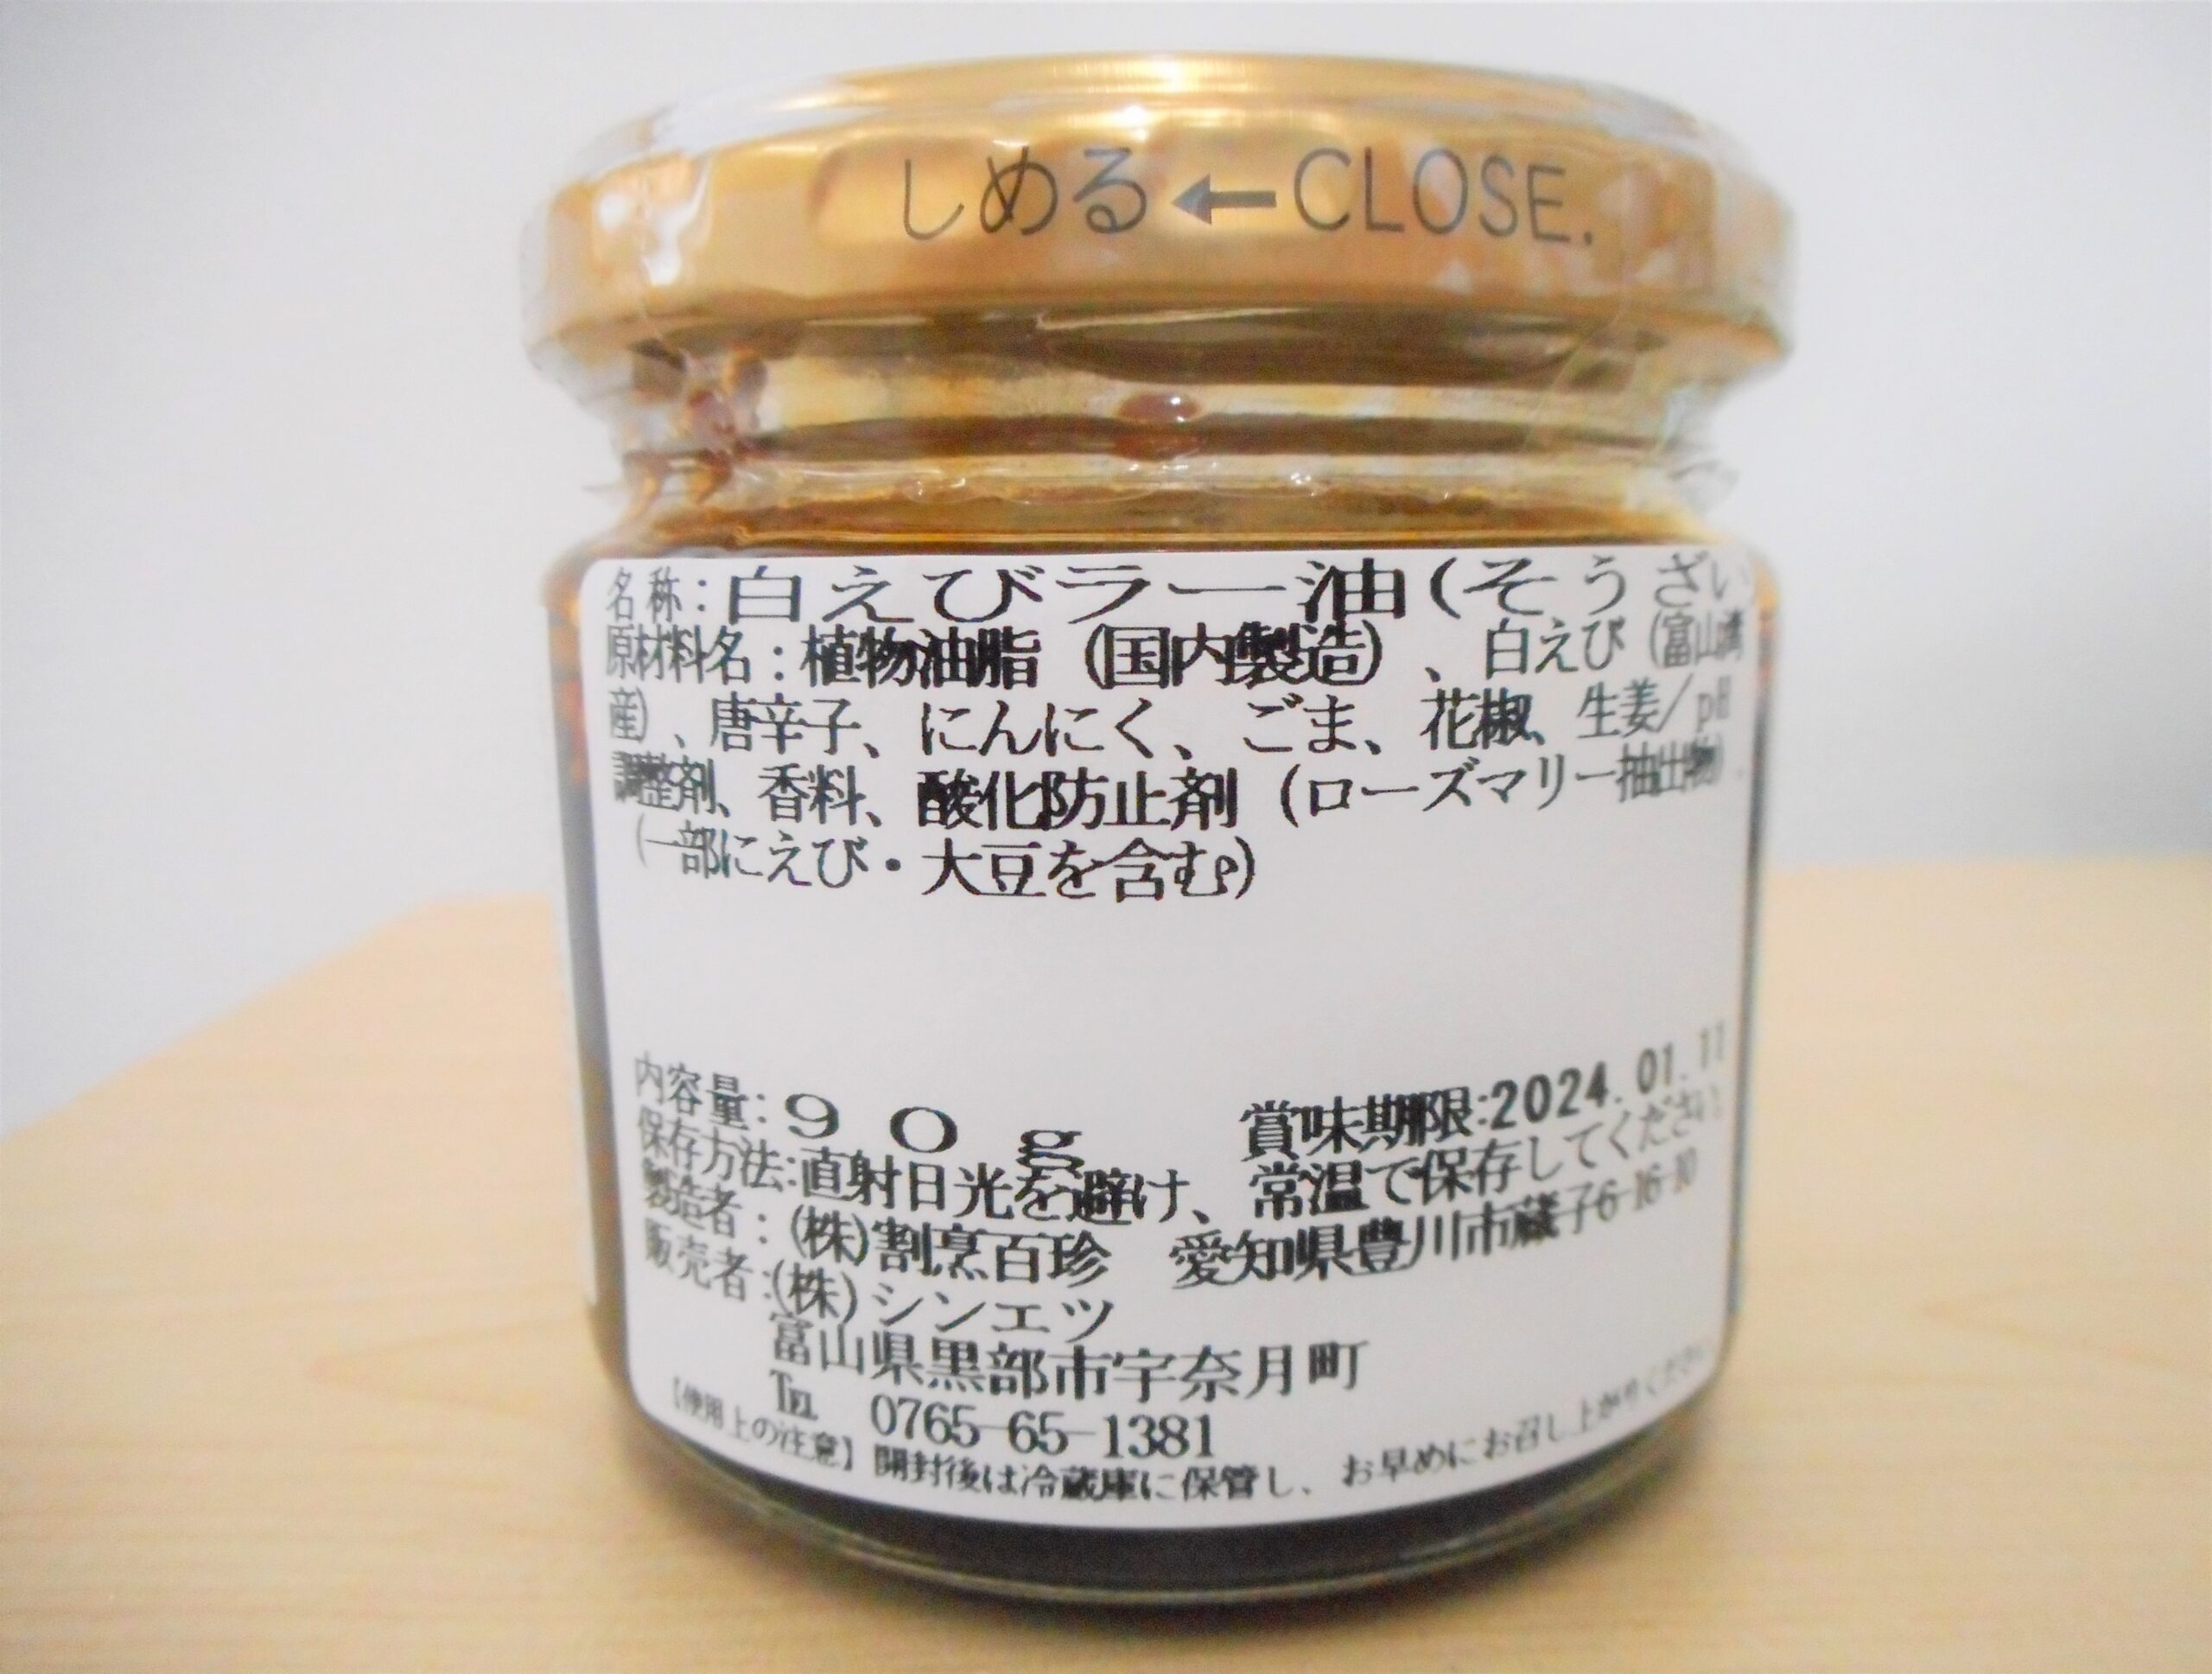 しめる←CLOSE.
名称：白えびラー油(そうざい
原材料名：植物油脂（国内製造）、白えび（富山湾
産）、唐辛子、にんにく、ごま、花椒、生姜／pH
調整剤、香料、酸化防止剤（ローズマリー抽出物）、
（一部にえび・大豆を含む）
内容量：９０ｇ 賞味期限:2024.01.11
保存方法:直射日光を避け、常温で保存してください
製造者：(株)割烹百珍 愛知県豊川市蔵子6-16-10
販売者:(株)シンエツ
富山県黒部市宇奈月町
℡ 0765-65-1381
【使用上の注意】開封後は冷蔵庫に保管し、お早めにお召し上がりください